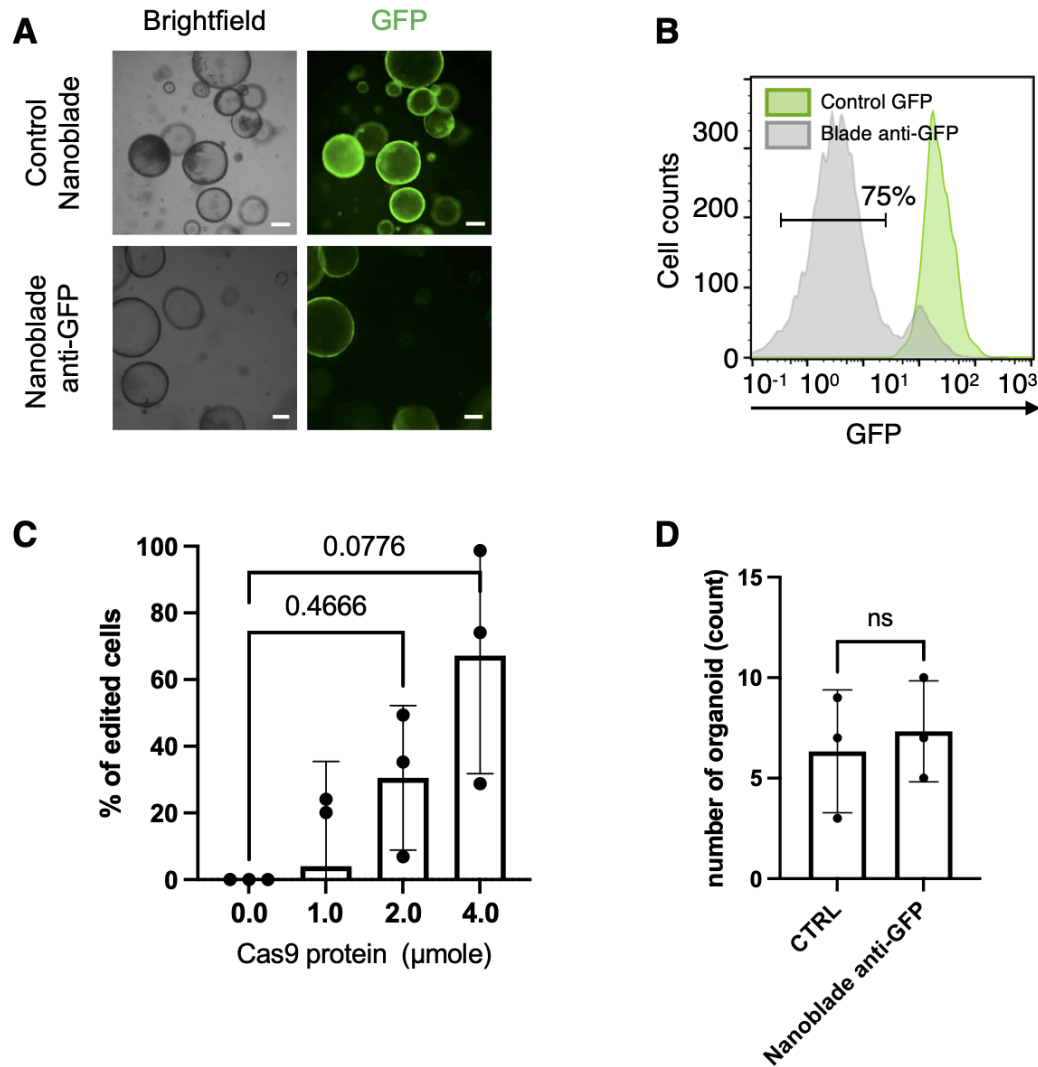 A
Brightfield
GFP
Control
Nanoblade
Nanoblade
anti-GFP
B
Control GFP
Blade anti-GFP
75%
Cell counts
300
200
100
0
10-1 100 101 102 103
GFP
C
% of edited cells
100
80
60
40
20
0
0.0776
0.4666
0.0 1.0 2.0 4.0
Cas9 protein (μmole)
D
number of organoid (count)
15
10
5
0
ns
CTRL
Nanoblade anti-GFP